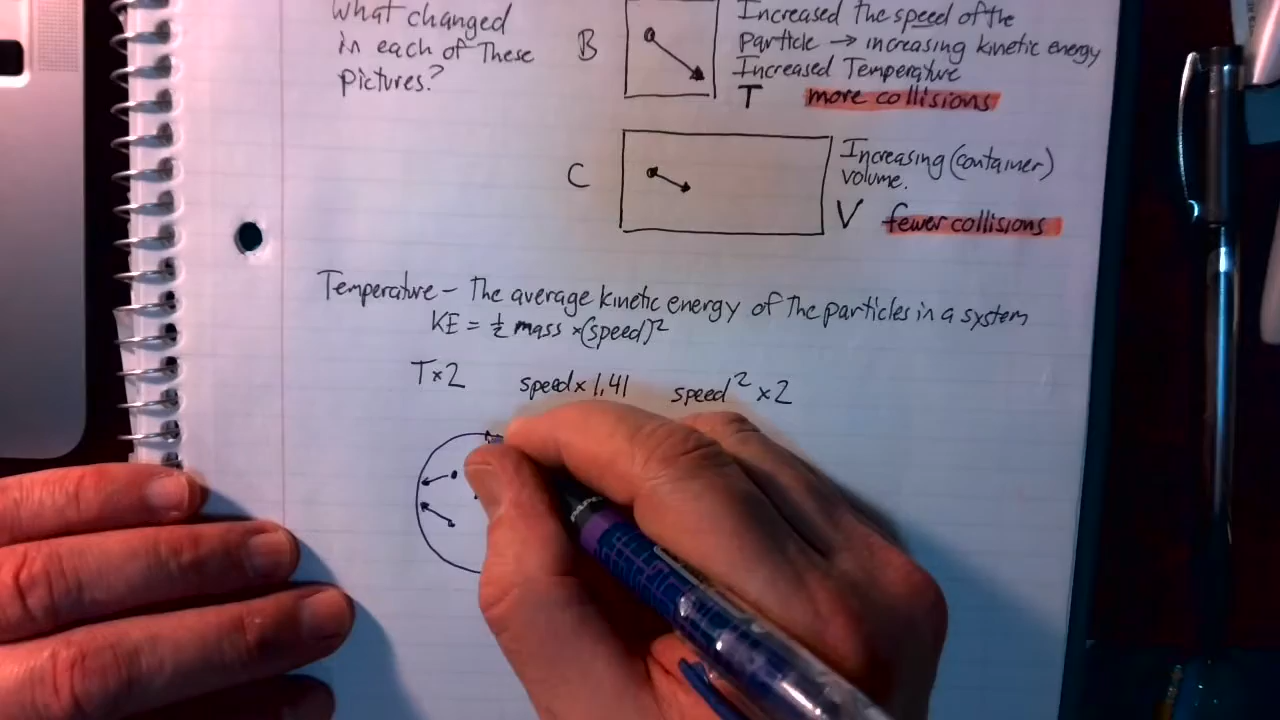 What changed
in each of These
pictures?
B
Increased the speed of the
particle → increasing kinetic energy
Increased Temperature
T more collisions
C
Increasing (container)
volume.
V fewer collisions
Temperature – The average kinetic energy of the particles in a system
KE = ½ mass × (speed)²
T×2 speed × 1.41 speed² × 2